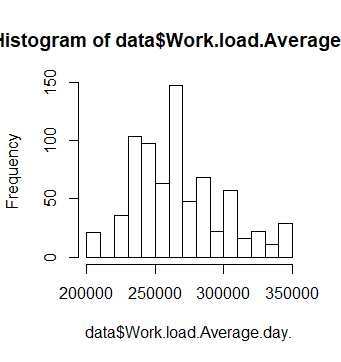 Histogram of data$Work.load.Average
Frequency
150
100
50
0
200000 250000 300000 350000
data$Work.load.Average.day.